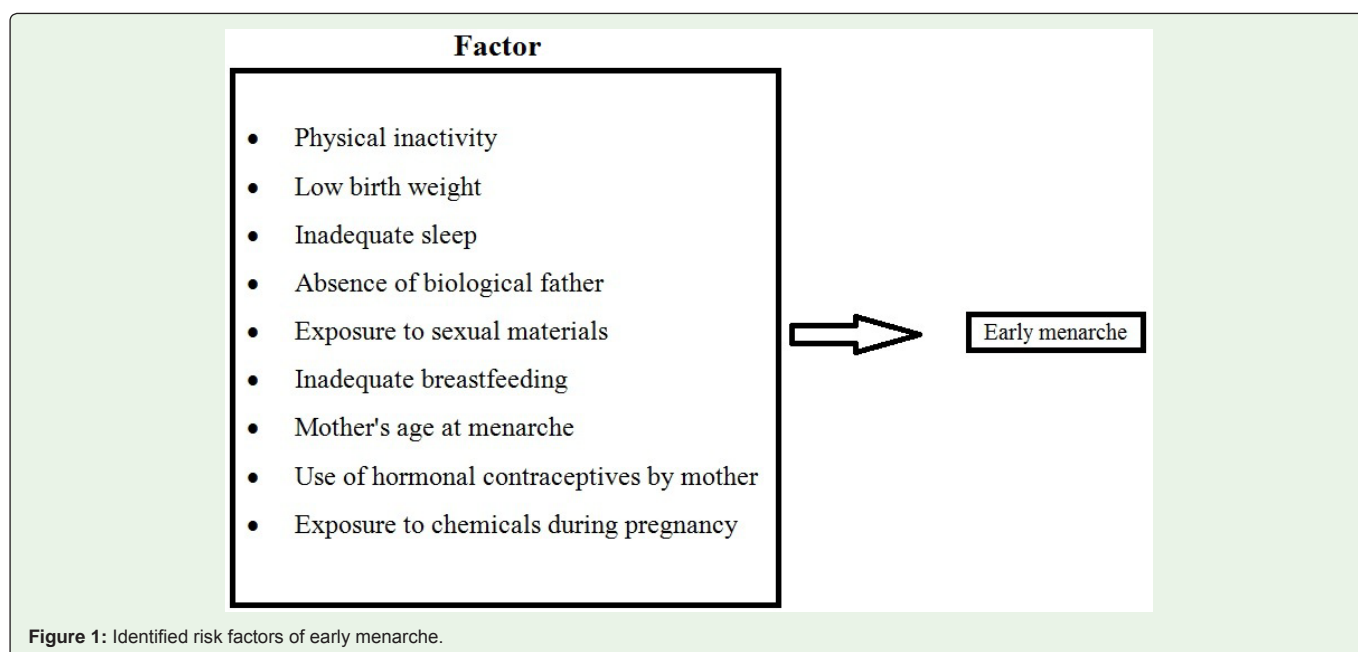 Factor
• Physical inactivity
• Low birth weight
• Inadequate sleep
• Absence of biological father
• Exposure to sexual materials
• Inadequate breastfeeding
• Mother's age at menarche
• Use of hormonal contraceptives by mother
• Exposure to chemicals during pregnancy
Early menarche
Figure 1: Identified risk factors of early menarche.